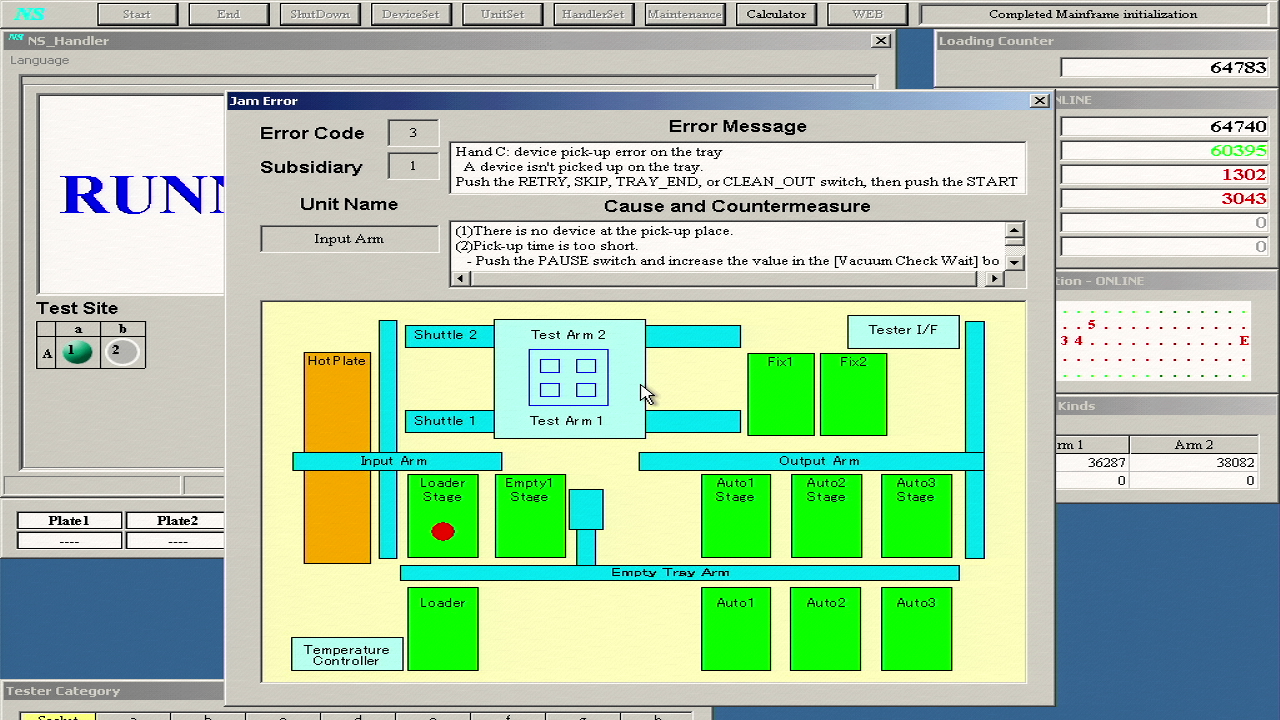 NS Start End ShutDown DeviceSet UnitSet HandlerSet Maintenance Calculator WEB Completed Mainframe initialization
NS NS_Handler
Loading Counter
Language
64783
Jam Error
Error Code 3
Error Message
Subsidiary 1
Hand C: device pick-up error on the tray
A device isn't picked up on the tray.
Push the RETRY, SKIP, TRAY_END, or CLEAN_OUT switch, then push the START
Unit Name
Cause and Countermeasure
Input Arm
(1)There is no device at the pick-up place.
(2)Pick-up time is too short.
- Push the PAUSE switch and increase the value in the [Vacuum Check Wait] bo
64740
60395
1302
3043
0
0
Test Site
a b
A 1 2
Plate1 Plate2
---- ----
HotPlate
Shuttle 2
Test Arm 2
Tester I/F
Fix1 Fix2
Shuttle 1
Test Arm 1
Input Arm
Output Arm
Loader
Stage
Empty1
Stage
Auto1
Stage
Auto2
Stage
Auto3
Stage
Empty Tray Arm
Loader
Auto1 Auto2 Auto3
Temperature
Controller
- ONLINE
5
3 4 E
Kinds
Arm 2
36287 38082
0 0
Tester Category